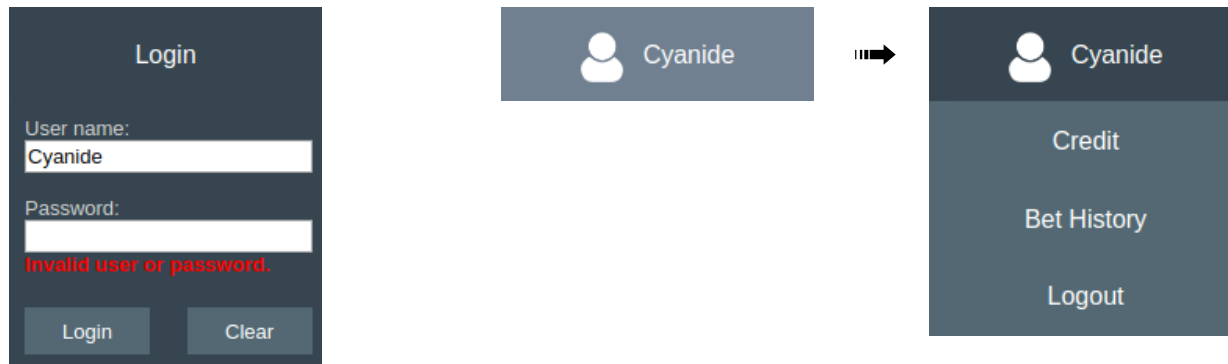 Login
User name:
Cyanide
Password:
Invalid user or password.
Login
Clear
Cyanide
Cyanide
Credit
Bet History
Logout